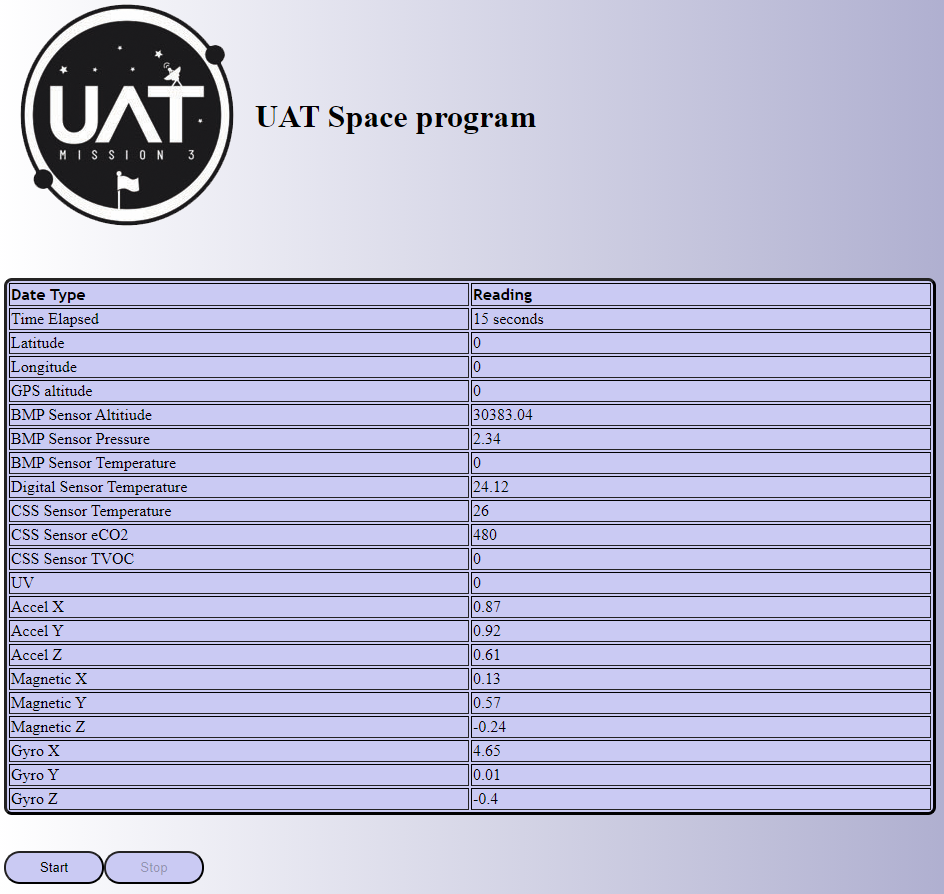 UAT
MISSION 3
UAT Space program
Date Type Reading
Time Elapsed 15 seconds
Latitude 0
Longitude 0
GPS altitude 0
BMP Sensor Altitiude 30383.04
BMP Sensor Pressure 2.34
BMP Sensor Temperature 0
Digital Sensor Temperature 24.12
CSS Sensor Temperature 26
CSS Sensor eCO2 480
CSS Sensor TVOC 0
UV 0
Accel X 0.87
Accel Y 0.92
Accel Z 0.61
Magnetic X 0.13
Magnetic Y 0.57
Magnetic Z -0.24
Gyro X 4.65
Gyro Y 0.01
Gyro Z -0.4
Start Stop